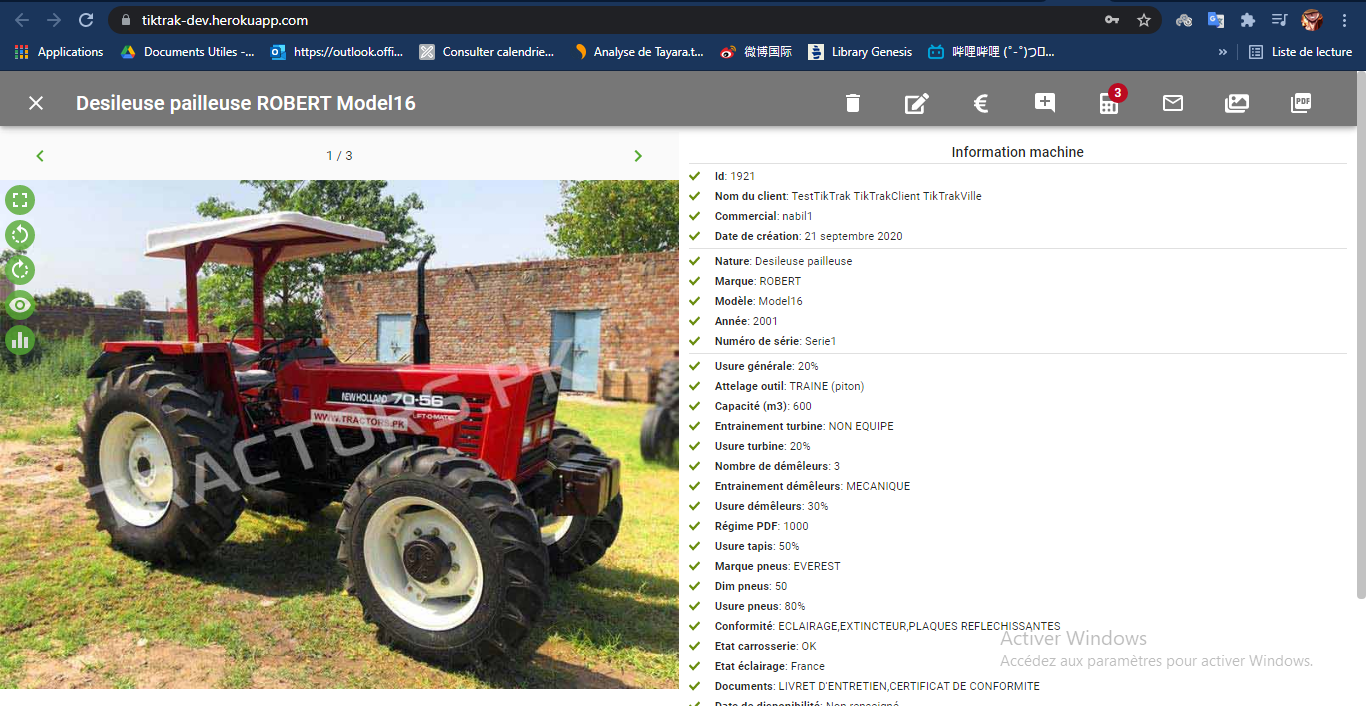 tiktrak-dev.herokuapp.com
Applications
Documents Utiles -...
https://outlook.offi...
Consulter calendrie...
Analyse de Tayara.t...
微博国际
Library Genesis
»
Liste de lecture
Desileuse pailleuse ROBERT Model16
3
PDF
1 / 3
NEW HOLLAND 70-56
LIFT-O-MATIC
WWW.TRACTORS.PK
TRACTORS.PK
Information machine
Id: 1921
Nom du client: TestTikTrak TikTrakClient TikTrakVille
Commercial: nabil1
Date de création: 21 septembre 2020
Nature: Desileuse pailleuse
Marque: ROBERT
Modèle: Model16
Année: 2001
Numéro de série: Serie1
Usure générale: 20%
Attelage outil: TRAINE (piton)
Capacité (m3): 600
Entrainement turbine: NON EQUIPE
Usure turbine: 20%
Nombre de démêleurs: 3
Entrainement démêleurs: MECANIQUE
Usure démêleurs: 30%
Régime PDF: 1000
Usure tapis: 50%
Marque pneus: EVEREST
Dim pneus: 50
Usure pneus: 80%
Conformité: ECLAIRAGE,EXTINCTEUR,PLAQUES REFLECHISSANTES
Etat carrosserie: OK
Etat éclairage: France
Documents: LIVRET D'ENTRETIEN,CERTIFICAT DE CONFORMITE
Date de disponibilité: Non renseigné
Activer Windows
Accédez aux paramètres pour activer Windows.